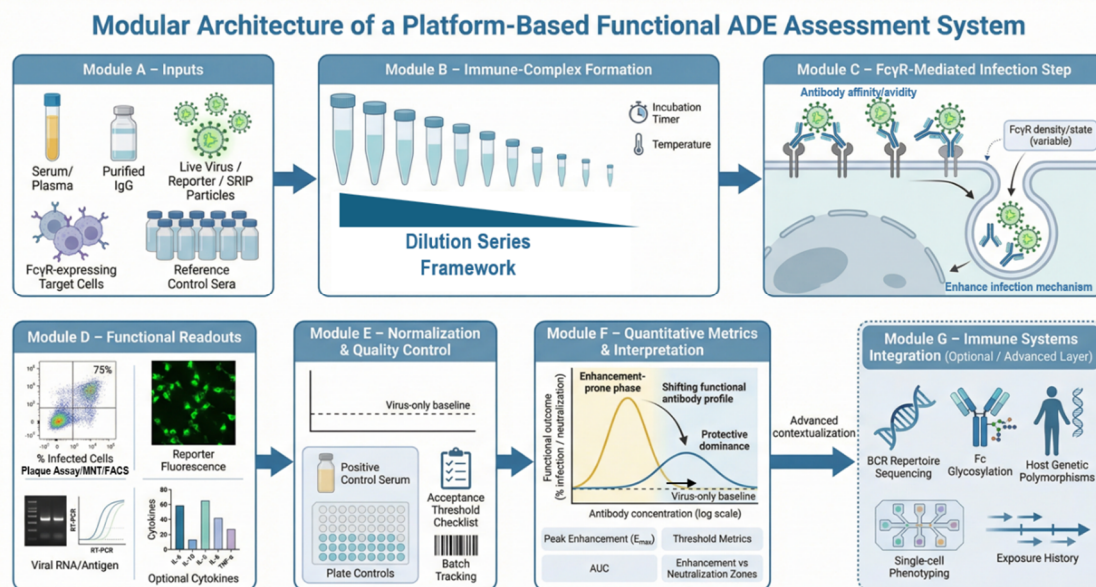 Modular Architecture of a Platform-Based Functional ADE Assessment System
Module A – Inputs
Serum/
Plasma
Purified
IgG
Live Virus /
Reporter / SRIP
Particles
FcγR-expressing
Target Cells
Reference
Control Sera
Module B – Immune-Complex Formation
Incubation
Timer
Temperature
Dilution Series
Framework
Module C – FcγR-Mediated Infection Step
Antibody affinity/avidity
FcγR density/state
(variable)
Enhance infection mechanism
Module D – Functional Readouts
75%
% Infected Cells
Plaque Assay/MNT/FACS
Reporter
Fluorescence
RT-PCR
RT-PCR
Viral RNA/Antigen
Cytokines
80
60
40
20
0
Optional Cytokines
Module E – Normalization
& Quality Control
Virus-only baseline
Positive
Control Serum
Plate Controls
Acceptance
Threshold
Checklist
Batch
Tracking
Module F – Quantitative Metrics
& Interpretation
Functional outcome
(% infection / neutralization)
Enhancement-
prone phase
Shifting functional
antibody profile
Protective
dominance
Virus-only baseline
Antibody concentration (log scale)
Peak Enhancement (Emax)
Threshold Metrics
AUC
Enhancement vs
Neutralization Zones
Advanced
contextualization
Module G – Immune Systems
Integration (Optional / Advanced Layer)
BCR Repertoire
Sequencing
Fc
Glycosylation
Host Genetic
Polymorphisms
Single-cell
Phenotyping
Exposure History